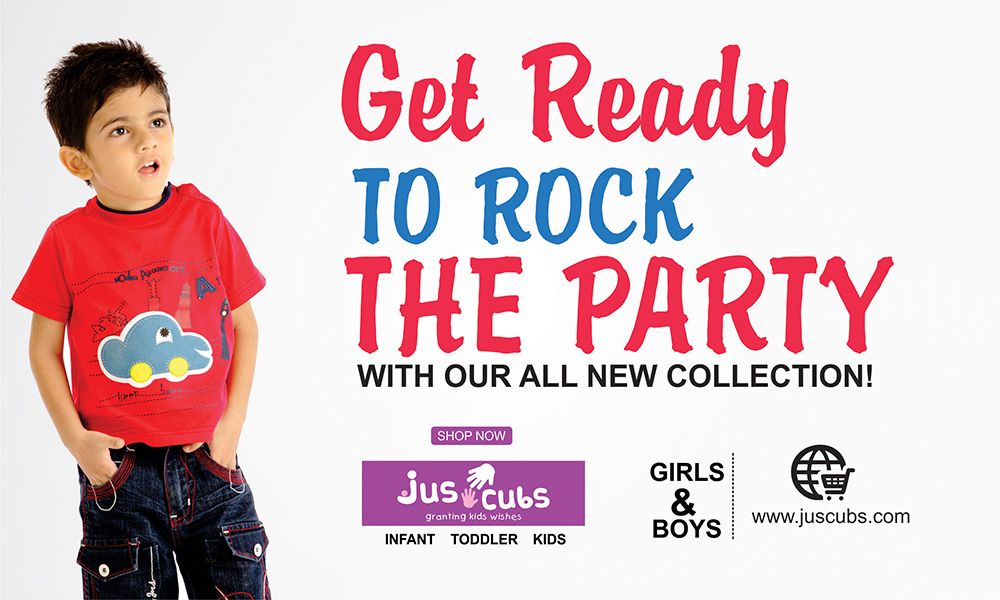 Get Ready
TO ROCK
THE PARTY
WITH OUR ALL NEW COLLECTION!
SHOP NOW
jus cubs
granting kids wishes
INFANT TODDLER KIDS
GIRLS
&
BOYS
www.juscubs.com
AROUND
A